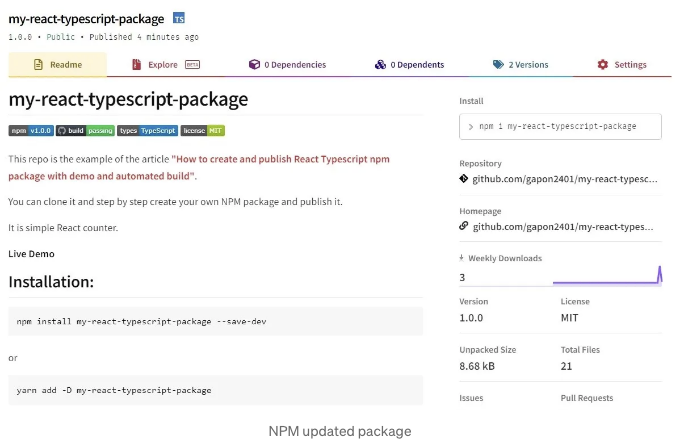 my-react-typescript-package TS
1.0.0 • Public • Published 4 minutes ago
Readme
Explore BETA
0 Dependencies
0 Dependents
2 Versions
Settings
my-react-typescript-package
npm v1.0.0 build passing types TypeScript license MIT
This repo is the example of the article "How to create and publish React Typescript npm
package with demo and automated build".
You can clone it and step by step create your own NPM package and publish it.
It is simple React counter.
Live Demo
Installation:
npm install my-react-typescript-package --save-dev
or
yarn add -D my-react-typescript-package
Install
> npm i my-react-typescript-package
Repository
github.com/gapon2401/my-react-typesc...
Homepage
github.com/gapon2401/my-react-types...
Weekly Downloads
3
Version
License
1.0.0
MIT
Unpacked Size
Total Files
8.68 kB
21
Issues
Pull Requests
NPM updated package